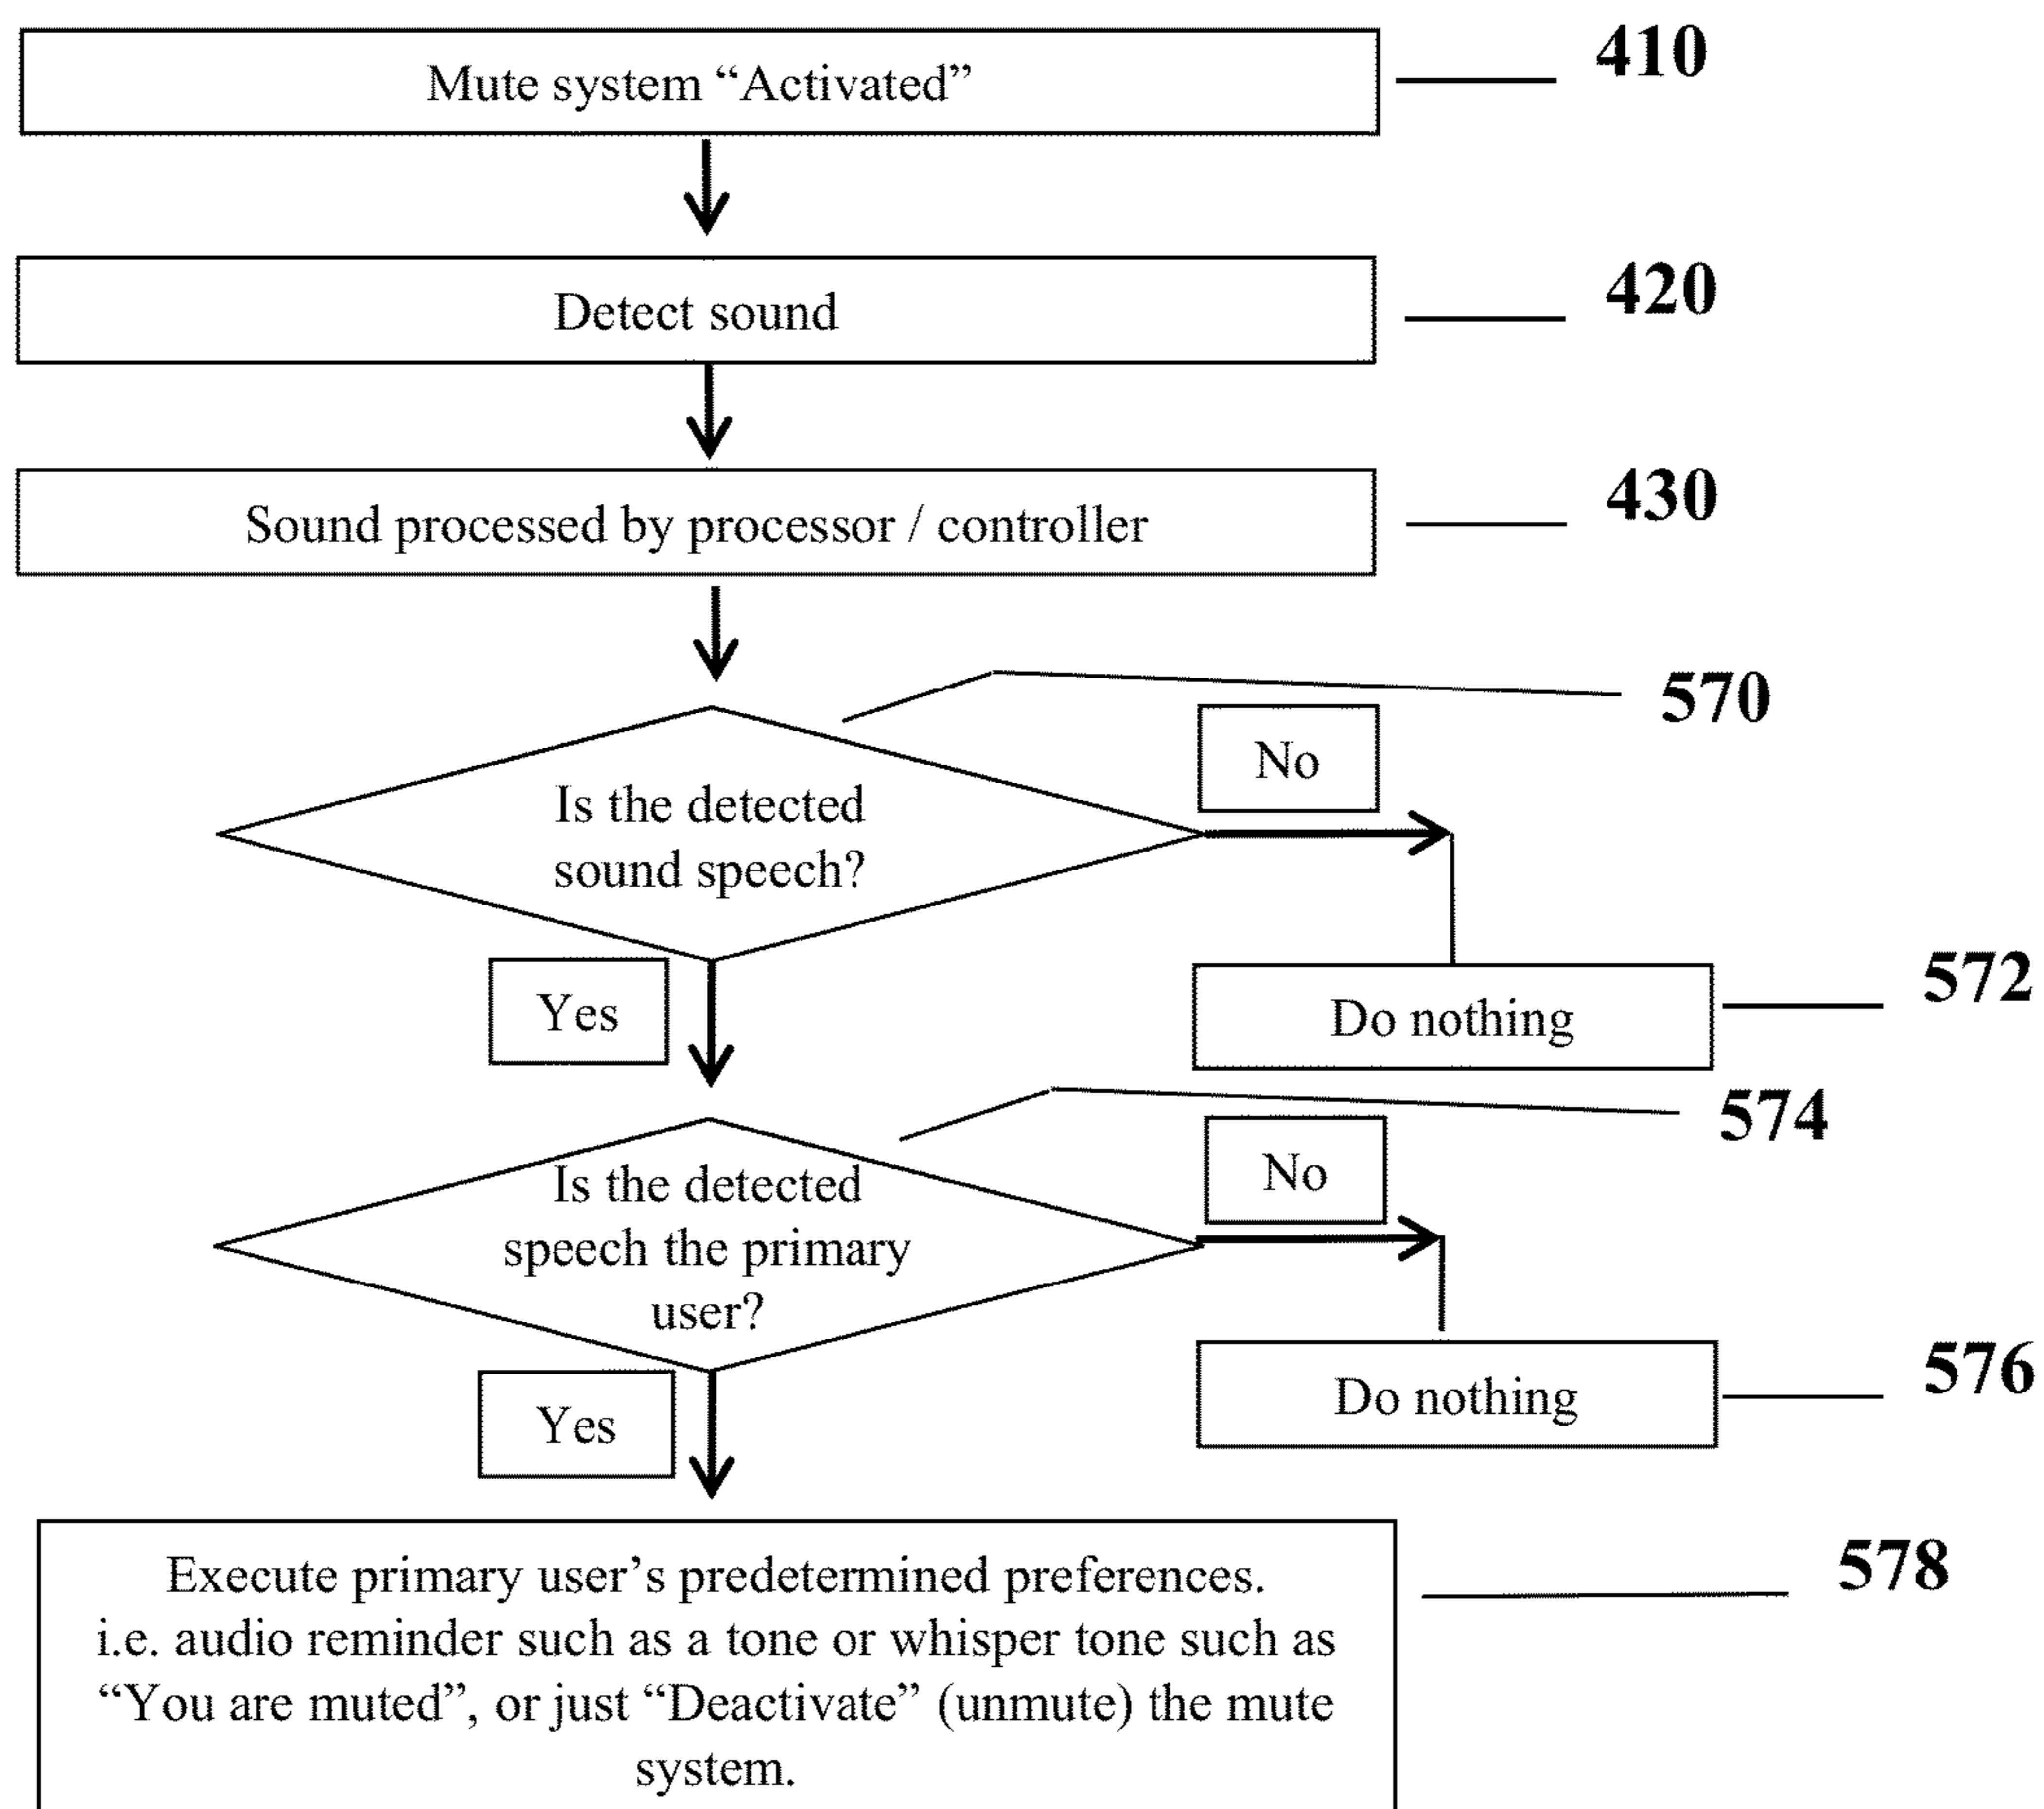 Mute system “Activated”
410
Detect sound
420
Sound processed by processor / controller
430
570
No
Is the detected
sound speech?
Yes
Do nothing
572
574
No
Is the detected
speech the primary
user?
Yes
Do nothing
576
Execute primary user’s predetermined preferences.
i.e. audio reminder such as a tone or whisper tone such as
“You are muted”, or just “Deactivate” (unmute) the mute
system.
578